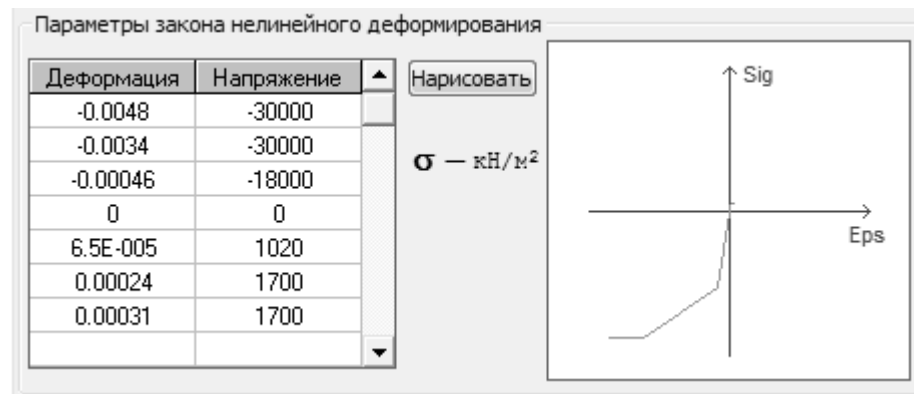 Параметры закона нелинейного деформирования
Деформация Напряжение
-0.0048 -30000
-0.0034 -30000
-0.00046 -18000
0 0
6.5E-005 1020
0.00024 1700
0.00031 1700
Нарисовать
σ — кН/м²
Sig
Eps